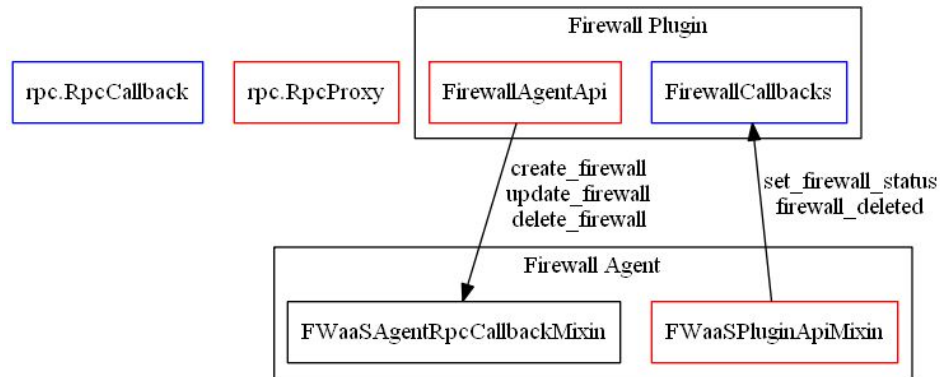 Firewall Plugin
rpc.RpcCallback
rpc.RpcProxy
FirewallAgentApi
FirewallCallbacks
create_firewall
update_firewall
delete_firewall
set_firewall_status
firewall_deleted
Firewall Agent
FWaaSAgentRpcCallbackMixin
FWaaSPluginApiMixin